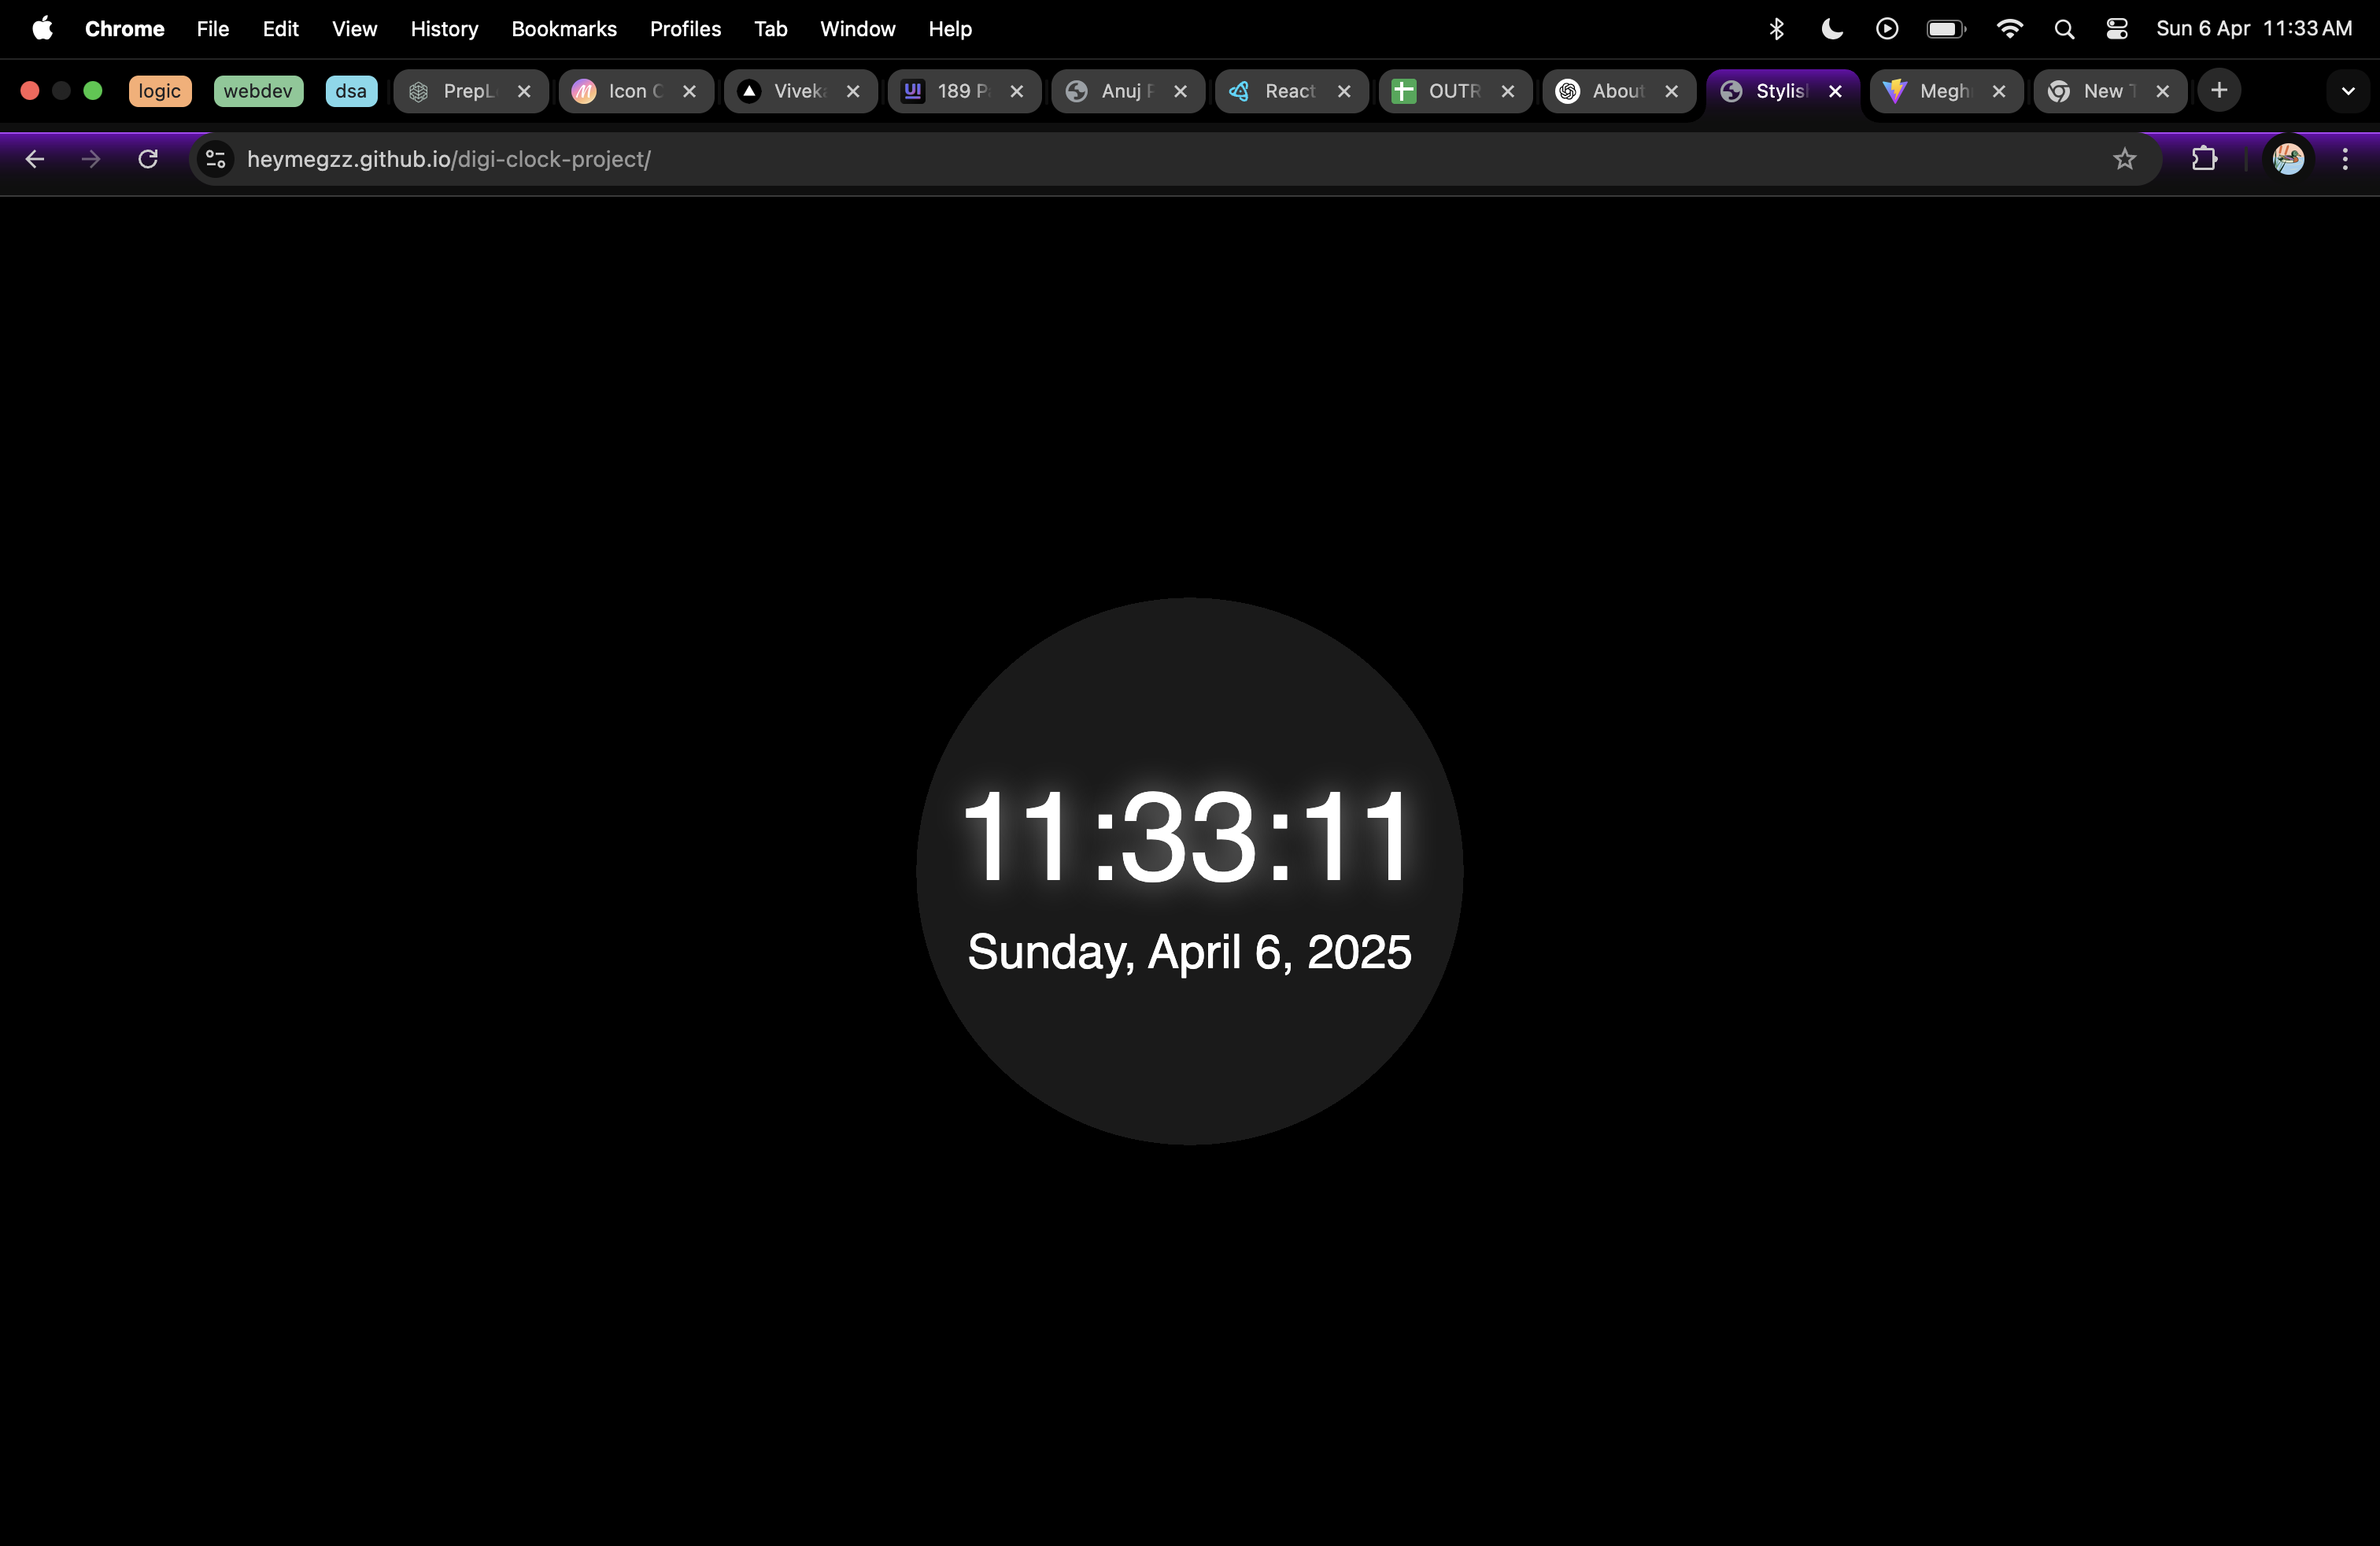 Chrome File Edit View History Bookmarks Profiles Tab Window Help Sun 6 Apr 11:33 AM
logic webdev dsa PrepL Icon C Vivek UI 189 P Anuj React OUTR About Stylis Megh New T
heymegzz.github.io/digi-clock-project/
11:33:11
Sunday, April 6, 2025